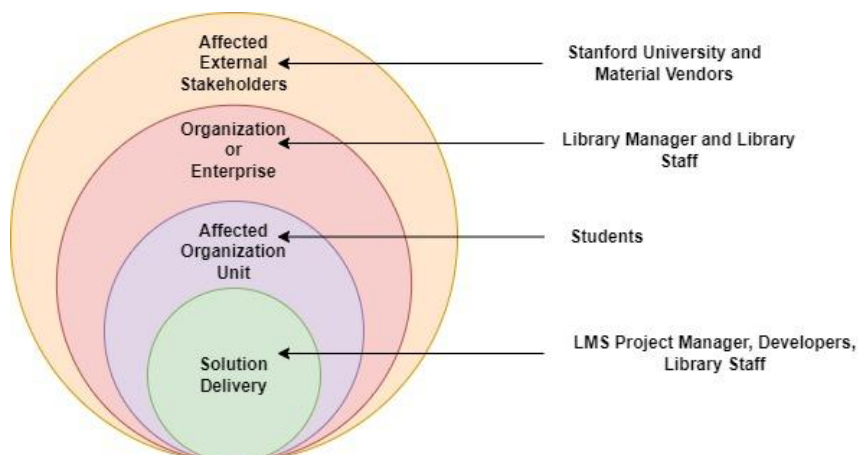 Affected
External
Stakeholders
Stanford University and
Material Vendors
Organization
or
Enterprise
Library Manager and Library
Staff
Affected
Organization
Unit
Students
Solution
Delivery
LMS Project Manager, Developers,
Library Staff